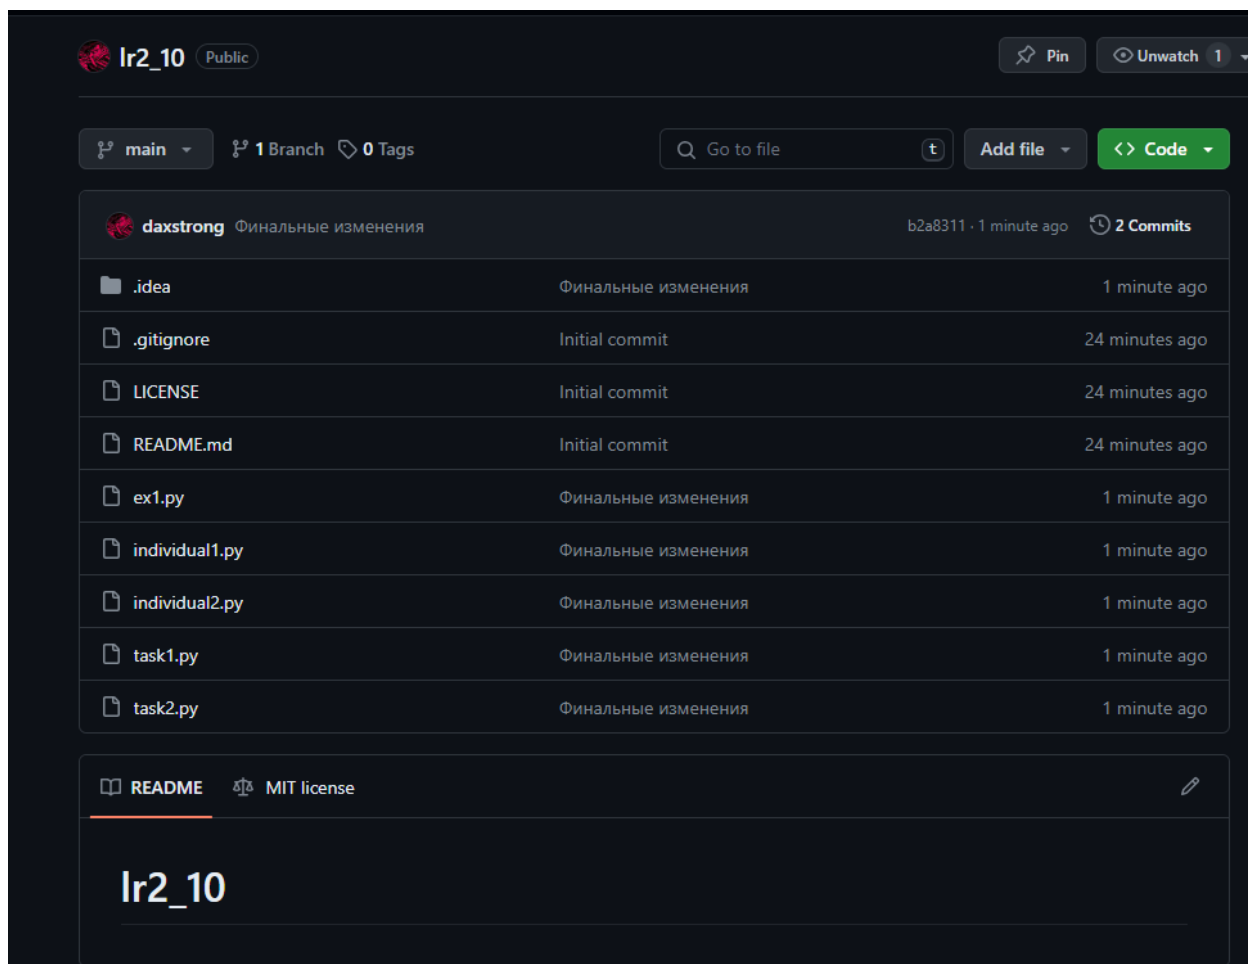 lr2_10 Public Pin Unwatch 1
main 1 Branch 0 Tags Go to file t Add file Code
daxstrong Финальные изменения b2a8311 · 1 minute ago 2 Commits
.idea Финальные изменения 1 minute ago
.gitignore Initial commit 24 minutes ago
LICENSE Initial commit 24 minutes ago
README.md Initial commit 24 minutes ago
ex1.py Финальные изменения 1 minute ago
individual1.py Финальные изменения 1 minute ago
individual2.py Финальные изменения 1 minute ago
task1.py Финальные изменения 1 minute ago
task2.py Финальные изменения 1 minute ago
README MIT license
lr2_10